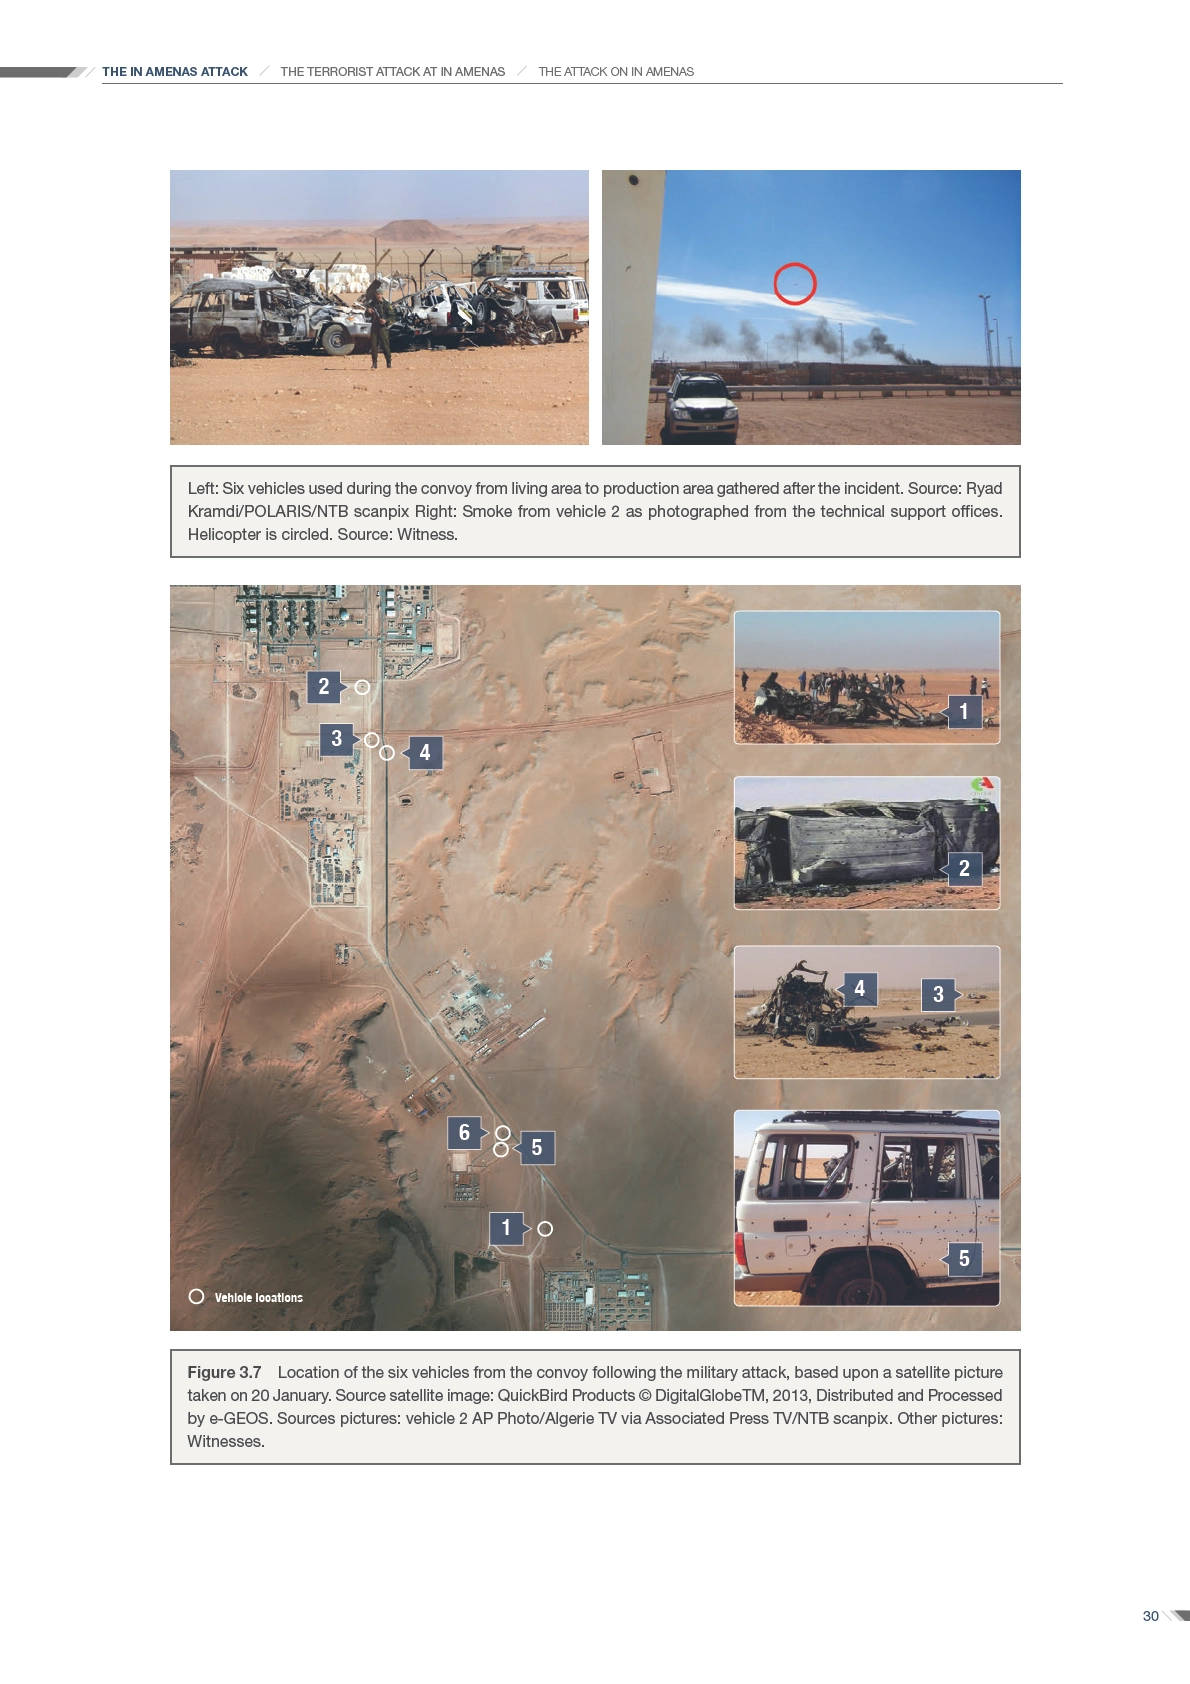 THE IN AMENAS ATTACK / THE TERRORIST ATTACK AT IN AMENAS / THE ATTACK ON IN AMENAS
Left: Six vehicles used during the convoy from living area to production area gathered after the incident. Source: Ryad
Kramdi/POLARIS/NTB scanpix Right: Smoke from vehicle 2 as photographed from the technical support offices.
Helicopter is circled. Source: Witness.
2
3
4
6
5
1
Vehicle locations
1
2
4
3
5
Figure 3.7 Location of the six vehicles from the convoy following the military attack, based upon a satellite picture
taken on 20 January. Source satellite image: QuickBird Products © DigitalGlobeTM, 2013, Distributed and Processed
by e-GEOS. Sources pictures: vehicle 2 AP Photo/Algerie TV via Associated Press TV/NTB scanpix. Other pictures:
Witnesses.
30